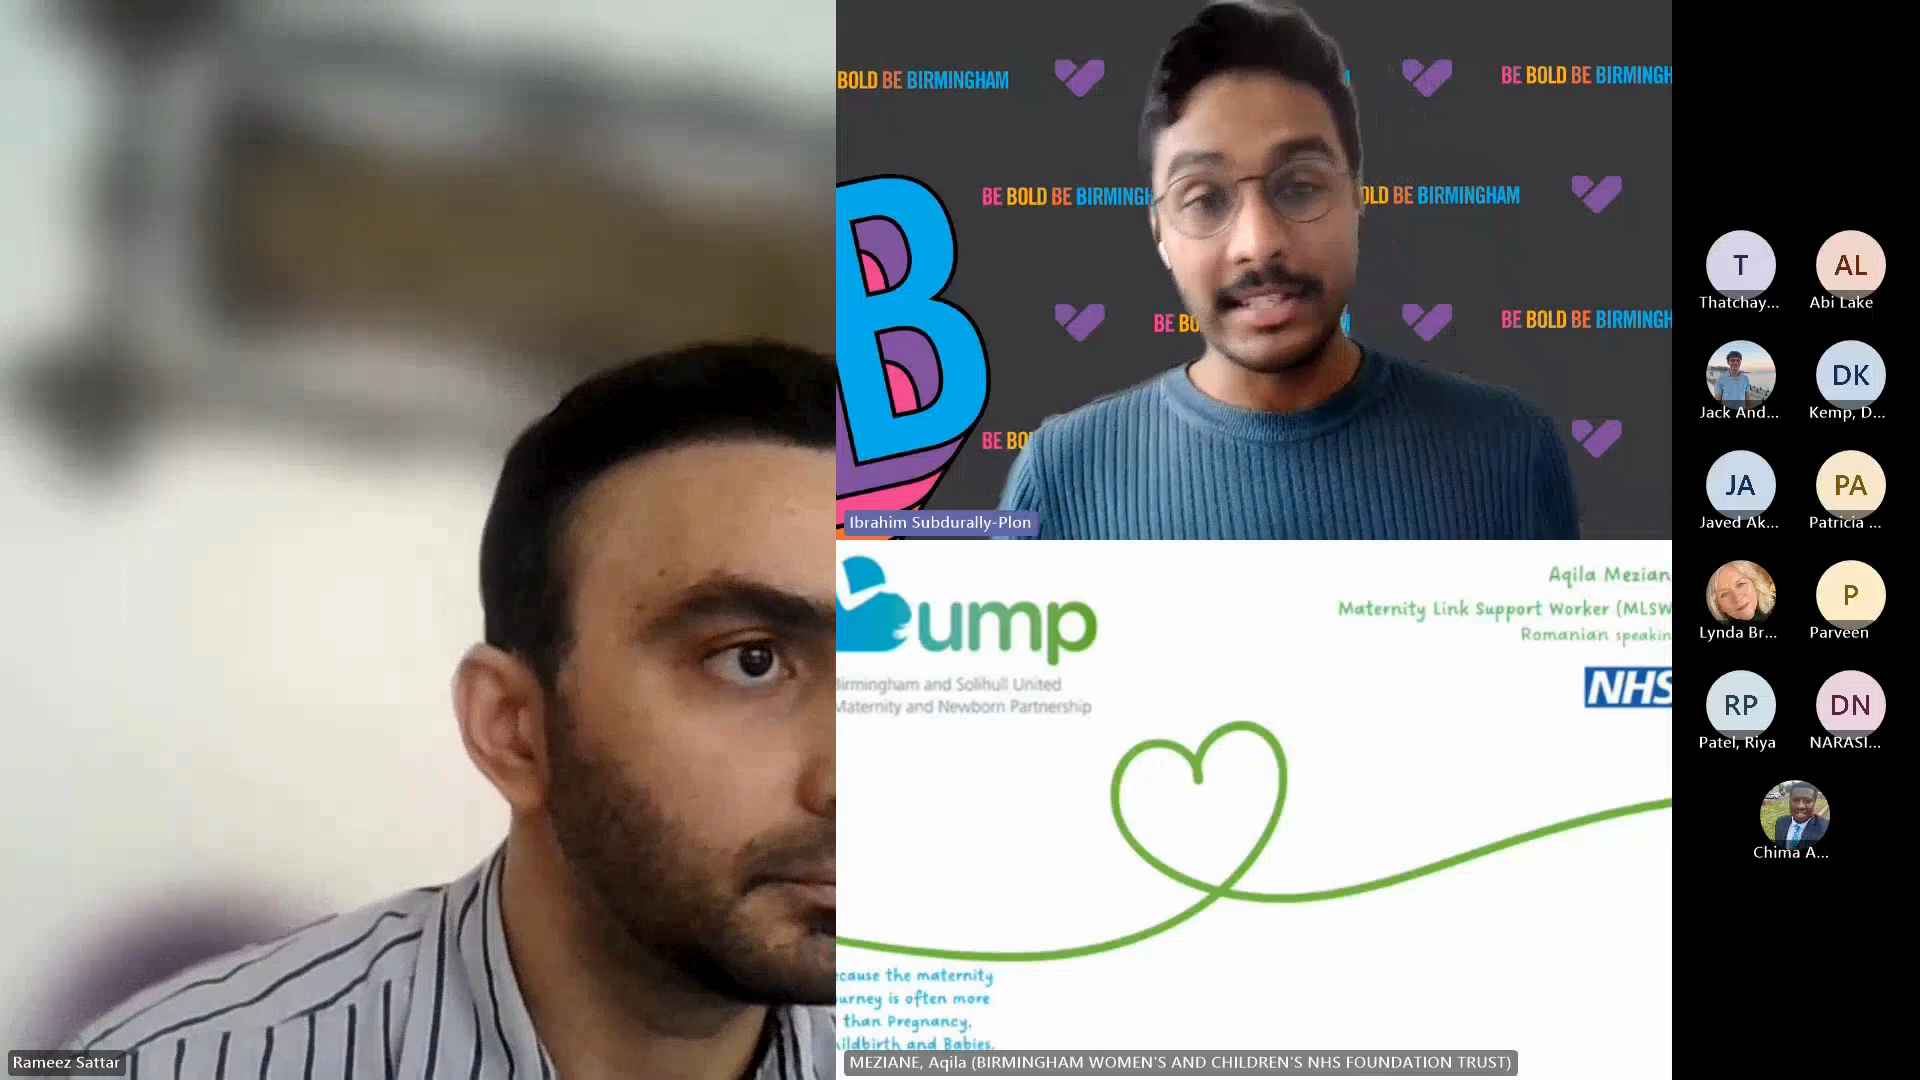 BOLD BE BIRMINGHAM
BE BOLD BE BIRMINGH
BE BOLD BE BIRMINGH
OLD BE BIRMINGHAM
BE BO
BE BOLD BE BIRMINGH
BE BO
B
Ibrahim Subdurally-Plon
Bump
Birmingham and Solihull United
Maternity and Newborn Partnership
Aqila Mezian
Maternity Link Support Worker (MLSW
Romanian speakin
NHS
cause the maternity
urney is often more
than Pregnancy,
ildbirth and Babies.
MEZIANE, Aqila (BIRMINGHAM WOMEN'S AND CHILDREN'S NHS FOUNDATION TRUST)
Rameez Sattar
T
Thatchay...
AL
Abi Lake
Jack And...
DK
Kemp, D...
JA
Javed Ak...
PA
Patricia ...
Lynda Br...
P
Parveen
RP
Patel, Riya
DN
NARASI...
Chima A...